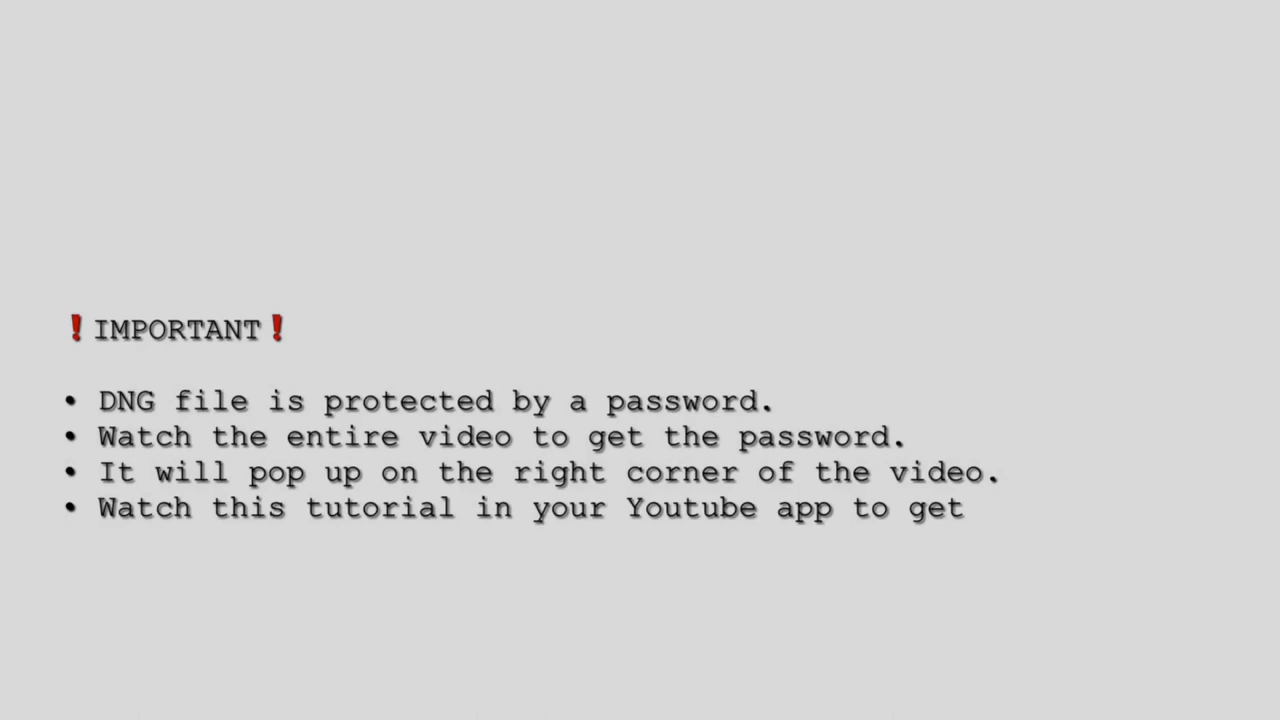 ❗IMPORTANT❗
• DNG file is protected by a password.
• Watch the entire video to get the password.
• It will pop up on the right corner of the video.
• Watch this tutorial in your Youtube app to get